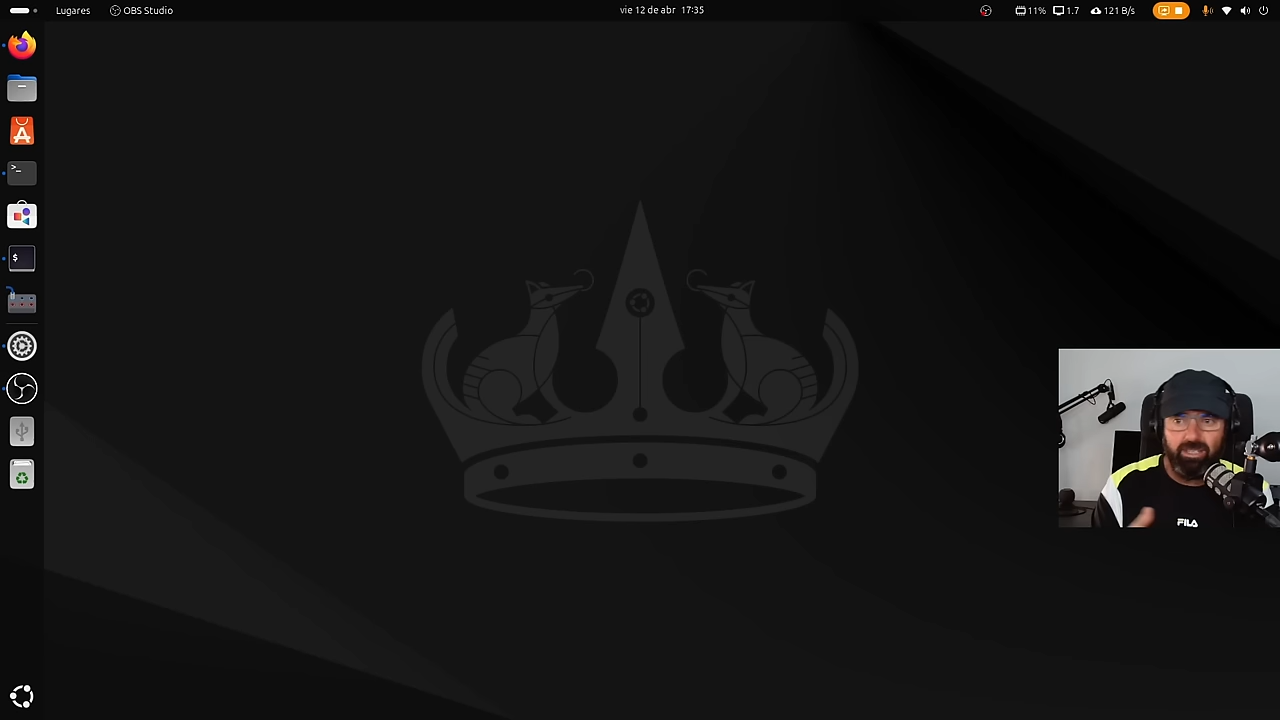 Lugares
OBS Studio
vie 12 de abr 17:35
11%
1.7
121 B/s
>_
$
FILA